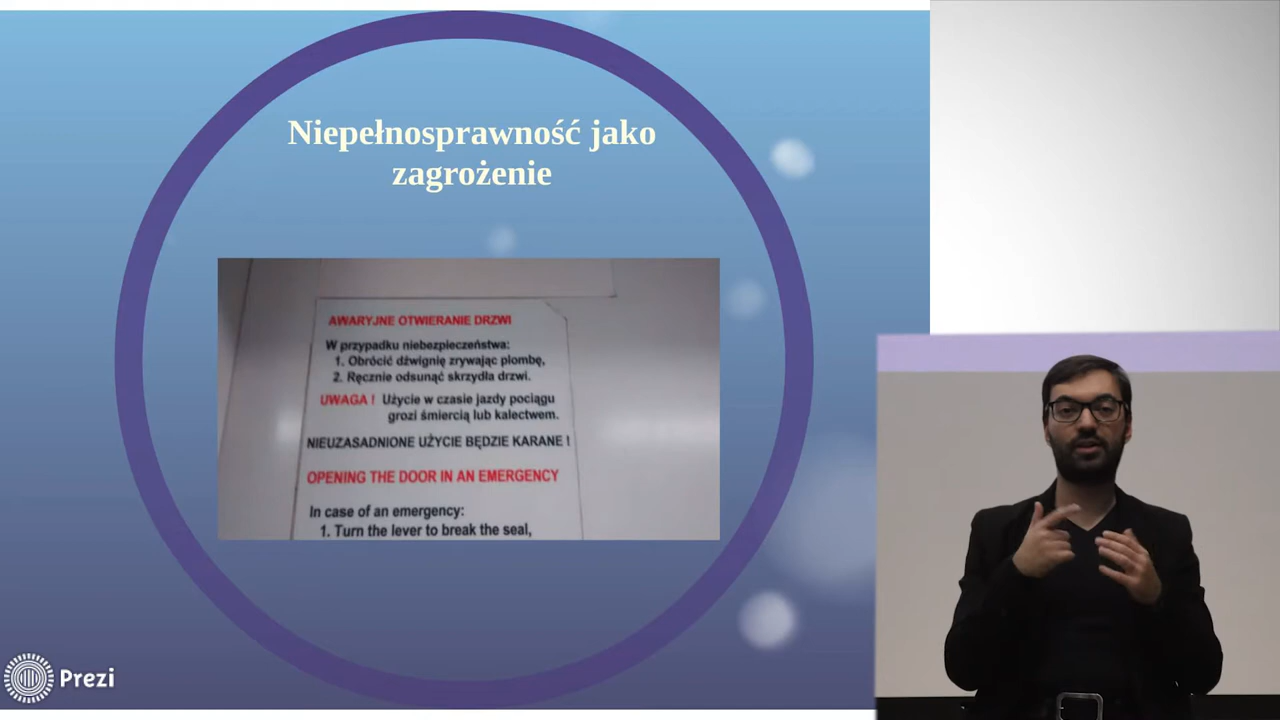 Niepełnosprawność jako
zagrożenie
AWARYJNE OTWIERANIE DRZWI
W przypadku niebezpieczeństwa:
1. Obrócić dźwignię zrywając plombę,
2. Ręcznie odsunąć skrzydła drzwi.
UWAGA ! Użycie w czasie jazdy pociągu
grozi śmiercią lub kalectwem.
NIEUZASADNIONE UŻYCIE BĘDZIE KARANE !
OPENING THE DOOR IN AN EMERGENCY
In case of an emergency:
1. Turn the lever to break the seal,
Prezi